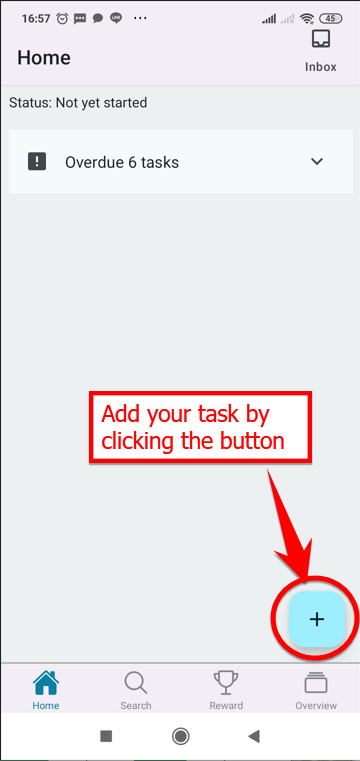 16:57 ... 45
Home
Inbox
Status: Not yet started
Overdue 6 tasks
Add your task by
clicking the button
+
Home Search Reward Overview